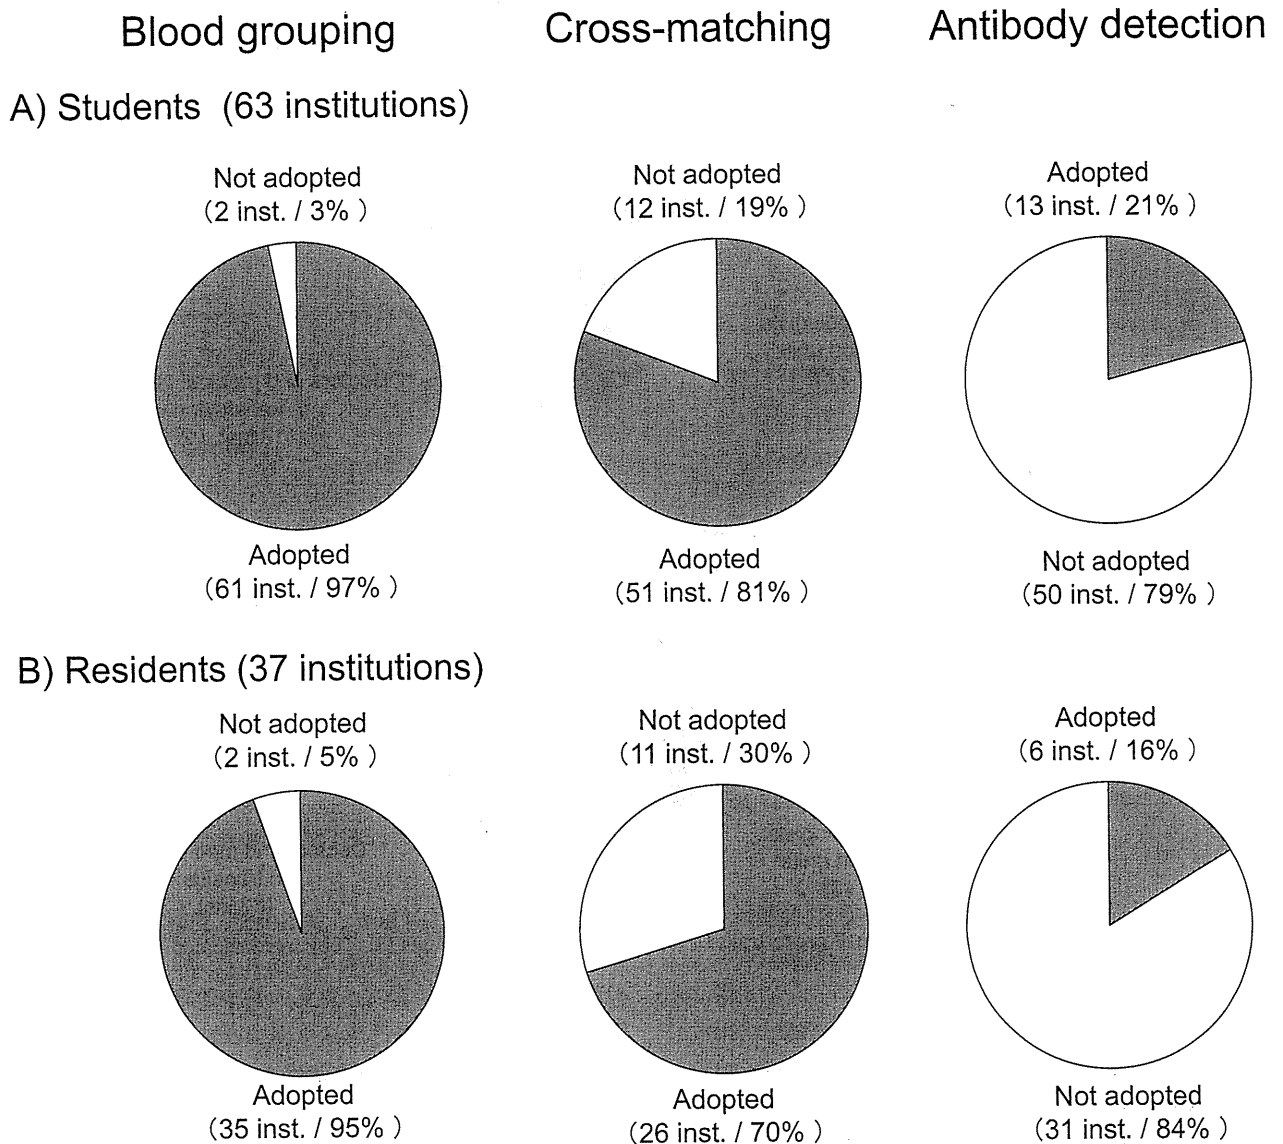 Blood grouping
Cross-matching
Antibody detection
A) Students (63 institutions)
Not adopted
(2 inst. / 3% )
Adopted
(61 inst. / 97% )
Not adopted
(12 inst. / 19% )
Adopted
(51 inst. / 81% )
Adopted
(13 inst. / 21% )
Not adopted
(50 inst. / 79% )
B) Residents (37 institutions)
Not adopted
(2 inst. / 5% )
Adopted
(35 inst. / 95% )
Not adopted
(11 inst. / 30% )
Adopted
(26 inst. / 70% )
Adopted
(6 inst. / 16% )
Not adopted
(31 inst. / 84% )